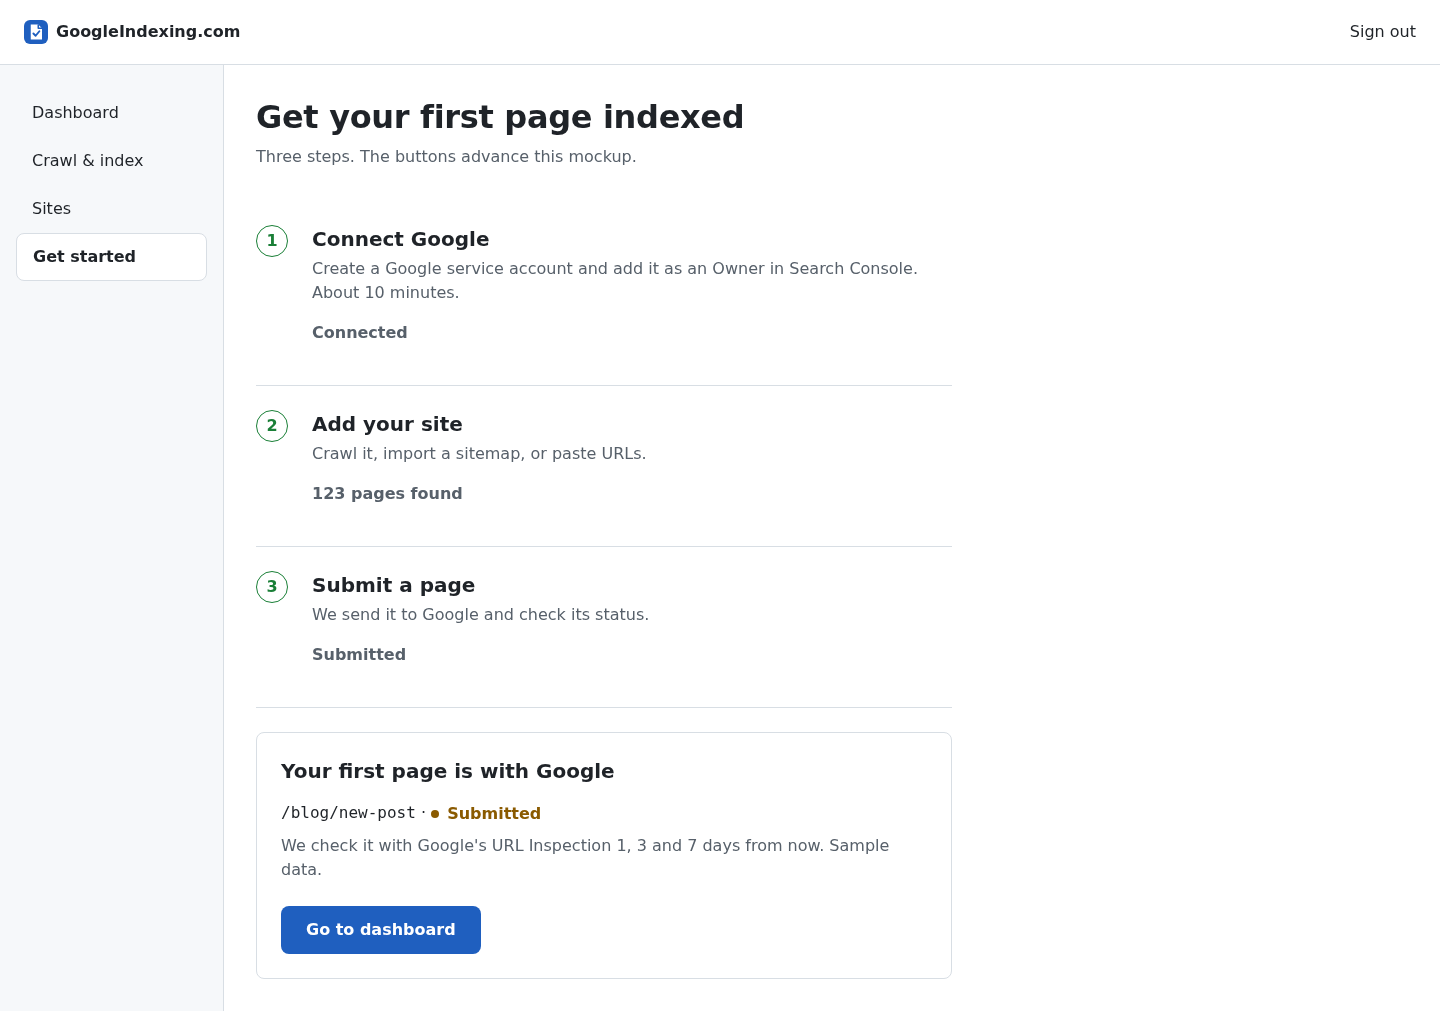 GoogleIndexing.com
Sign out
Dashboard
Crawl & index
Sites
Get started
Get your first page indexed
Three steps. The buttons advance this mockup.
1
Connect Google
Create a Google service account and add it as an Owner in Search Console.
About 10 minutes.
Connected
2
Add your site
Crawl it, import a sitemap, or paste URLs.
123 pages found
3
Submit a page
We send it to Google and check its status.
Submitted
Your first page is with Google
/blog/new-post · ● Submitted
We check it with Google's URL Inspection 1, 3 and 7 days from now. Sample
data.
Go to dashboard